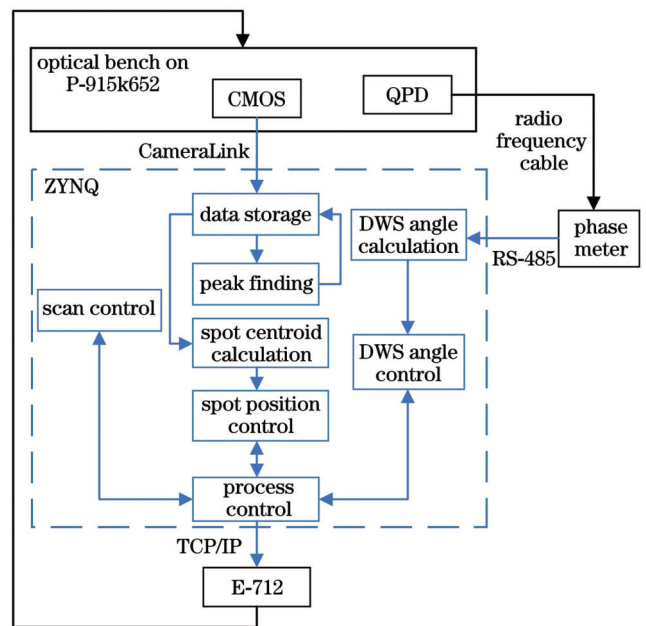 optical bench on
P-915k652
CMOS
QPD
radio
frequency
cable
CameraLink
ZYNQ
data storage
DWS angle
calculation
phase
meter
RS-485
peak finding
scan control
spot centroid
calculation
DWS angle
control
spot position
control
process
control
TCP/IP
E-712